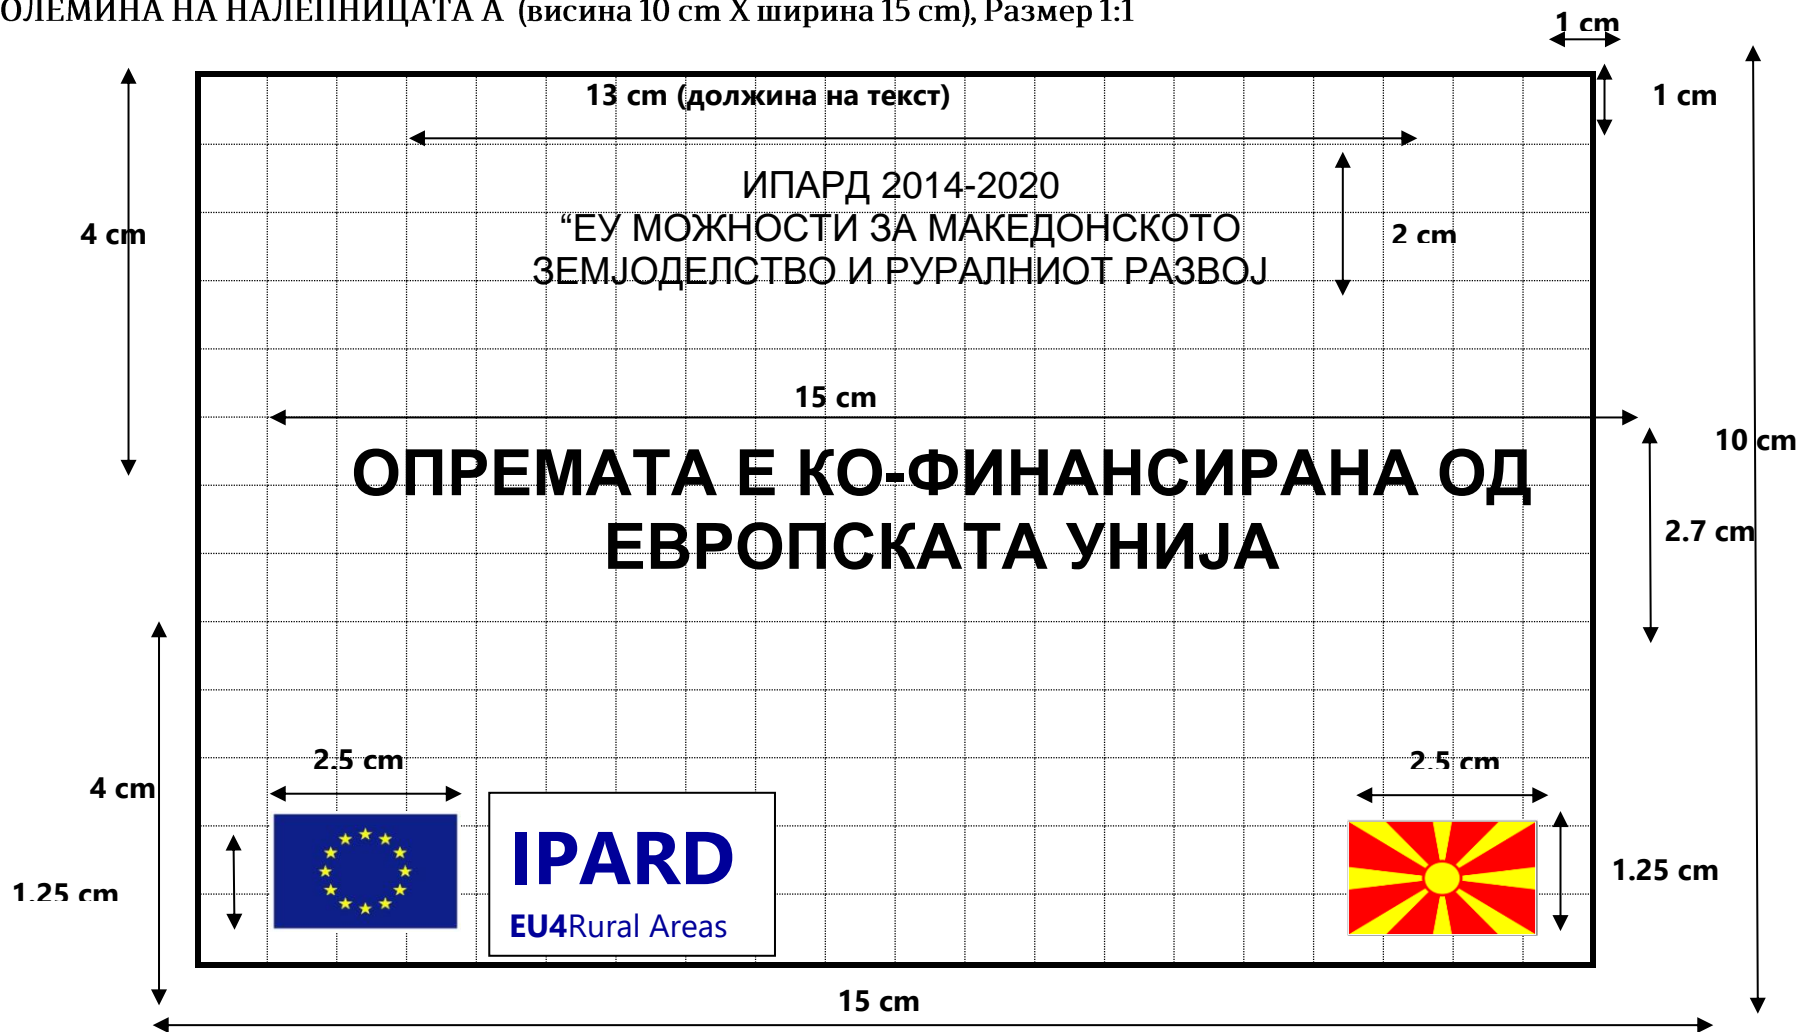 ОЛЕМИНА НА НАЛЕПНИЦАТА А (висина 10 cm X ширина 15 cm), Размер 1:1
1 cm
1 cm
13 cm (должина на текст)
ИПАРД 2014-2020
“ЕУ МОЖНОСТИ ЗА МАКЕДОНСКОТО
ЗЕМЈОДЕЛСТВО И РУРАЛНИОТ РАЗВОЈ
4 cm
2 cm
15 cm
10 cm
ОПРЕМАТА Е КО-ФИНАНСИРАНА ОД
ЕВРОПСКАТА УНИЈА
2.7 cm
2.5 cm
2.5 cm
4 cm
IPARD
EU4Rural Areas
1.25 cm
1.25 cm
15 cm